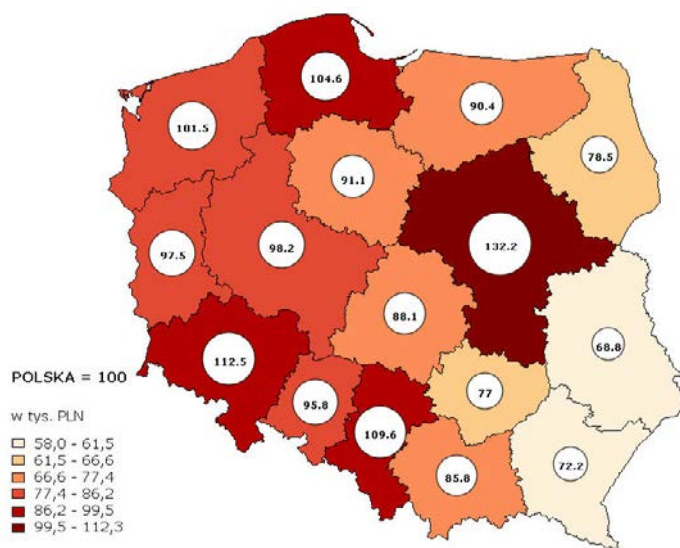 104.6
90.4
101.5
78.5
91.1
98.2
132.2
97.5
88.1
68.8
112.5
POLSKA = 100
77
95.8
109.6
w tys. PLN
58,0 - 61,5
61,5 - 66,6
66,6 - 77,4
77,4 - 86,2
86,2 - 99,5
99,5 - 112,3
72.2
85.8